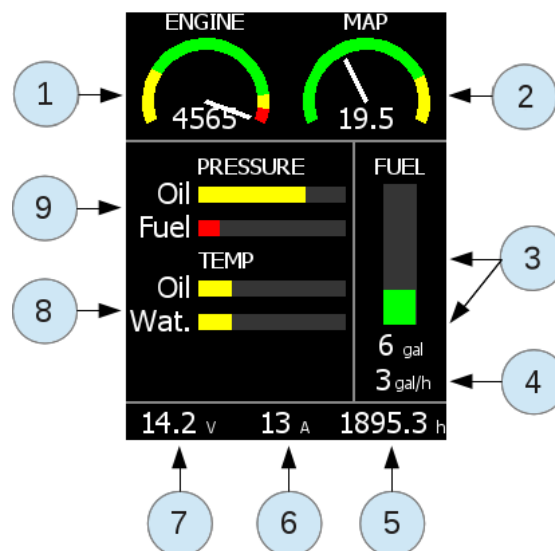 ENGINE MAP
1 4565 19.5 2
PRESSURE FUEL
Oil
9
Fuel
TEMP 3
Oil
8
Wat.
6 gal
3 gal/h 4
14.2 V 13 A 1895.3 h
7 6 5